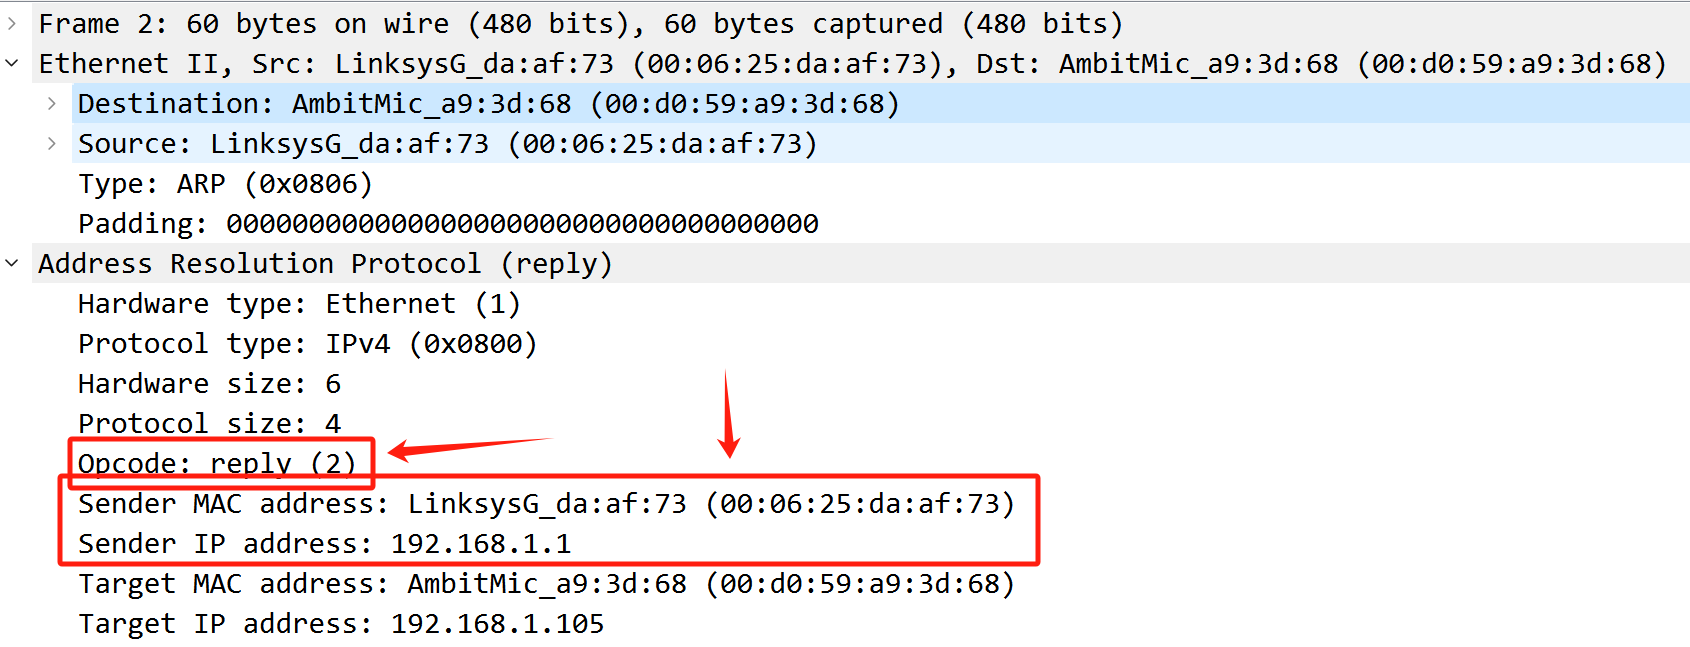 Frame 2: 60 bytes on wire (480 bits), 60 bytes captured (480 bits)
Ethernet II, Src: LinksysG_da:af:73 (00:06:25:da:af:73), Dst: AmbitMic_a9:3d:68 (00:d0:59:a9:3d:68)
Destination: AmbitMic_a9:3d:68 (00:d0:59:a9:3d:68)
Source: LinksysG_da:af:73 (00:06:25:da:af:73)
Type: ARP (0x0806)
Padding: 000000000000000000000000000000000000
Address Resolution Protocol (reply)
Hardware type: Ethernet (1)
Protocol type: IPv4 (0x0800)
Hardware size: 6
Protocol size: 4
Opcode: reply (2)
Sender MAC address: LinksysG_da:af:73 (00:06:25:da:af:73)
Sender IP address: 192.168.1.1
Target MAC address: AmbitMic_a9:3d:68 (00:d0:59:a9:3d:68)
Target IP address: 192.168.1.105